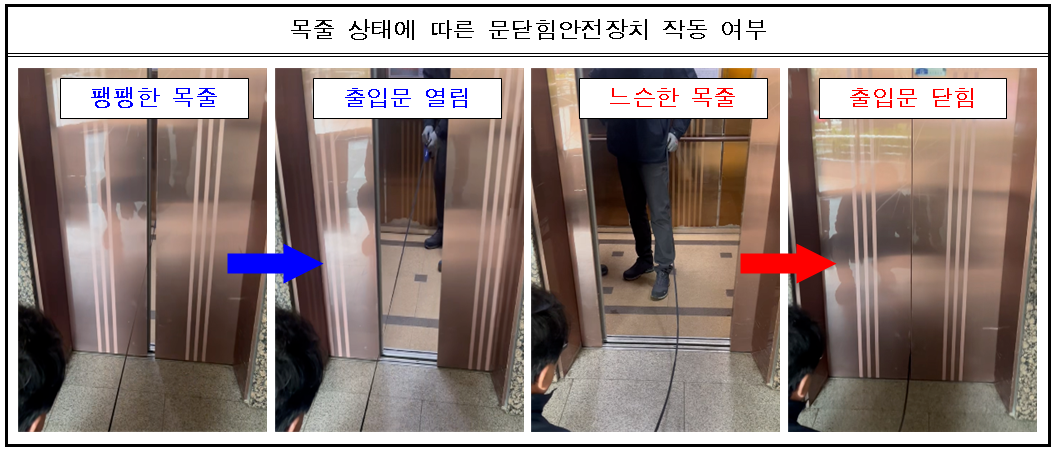 목줄 상태에 따른 문닫힘안전장치 작동 여부
팽팽한 목줄
출입문 열림
느슨한 목줄
출입문 닫힘